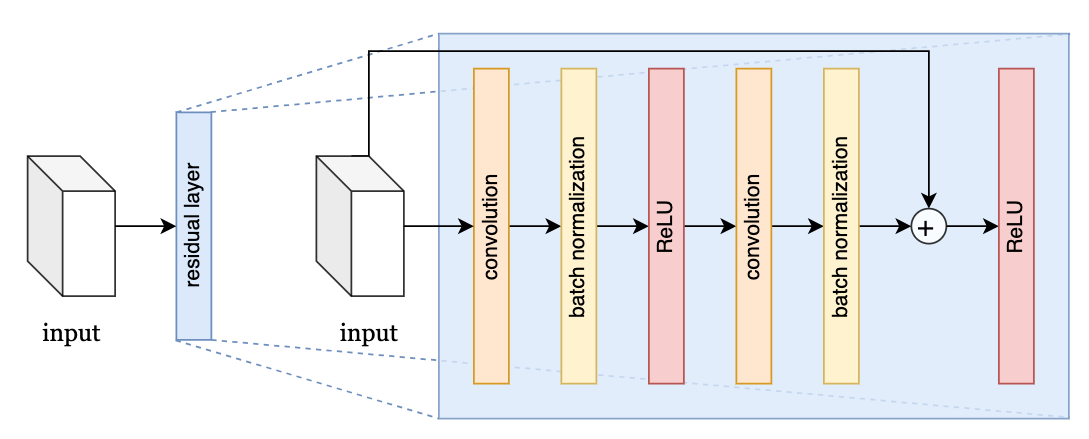 input
residual layer
input
convolution
batch normalization
ReLU
convolution
batch normalization
+
ReLU